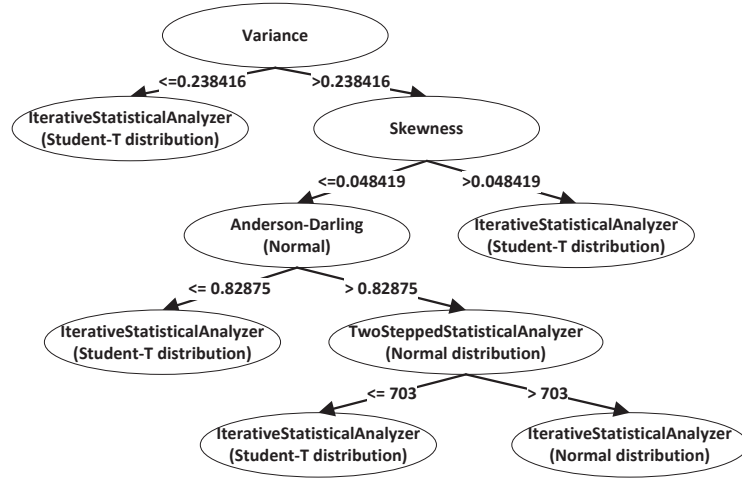 Variance
<=0.238416
>0.238416
IterativeStatisticalAnalyzer
(Student-T distribution)
Skewness
<=0.048419
>0.048419
Anderson-Darling
(Normal)
IterativeStatisticalAnalyzer
(Student-T distribution)
<= 0.82875
> 0.82875
IterativeStatisticalAnalyzer
(Student-T distribution)
TwoSteppedStatisticalAnalyzer
(Normal distribution)
<= 703
> 703
IterativeStatisticalAnalyzer
(Student-T distribution)
IterativeStatisticalAnalyzer
(Normal distribution)